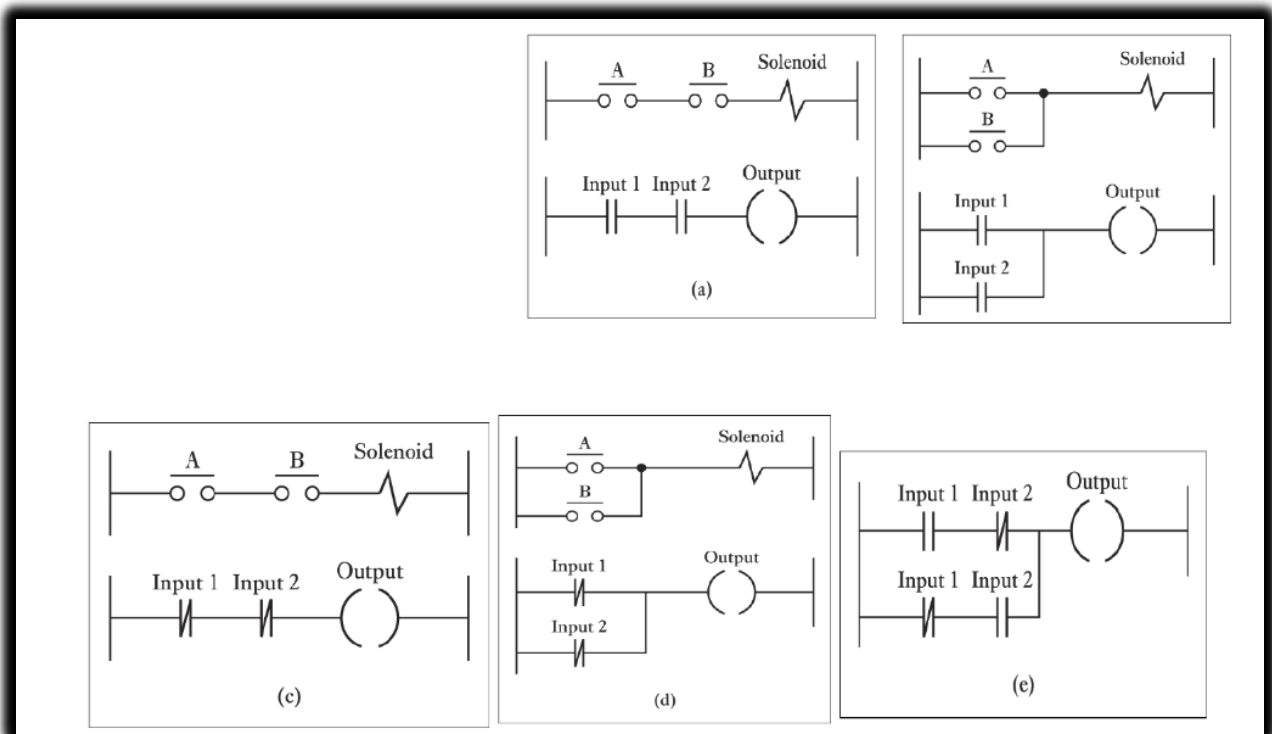 A B Solenoid
Input 1 Input 2 Output
(a)
A Solenoid
B
Input 1 Output
Input 2
A B Solenoid
Input 1 Input 2 Output
(c)
A Solenoid
B
Input 1 Output
Input 2
(d)
Input 1 Input 2 Output
Input 1 Input 2
(e)